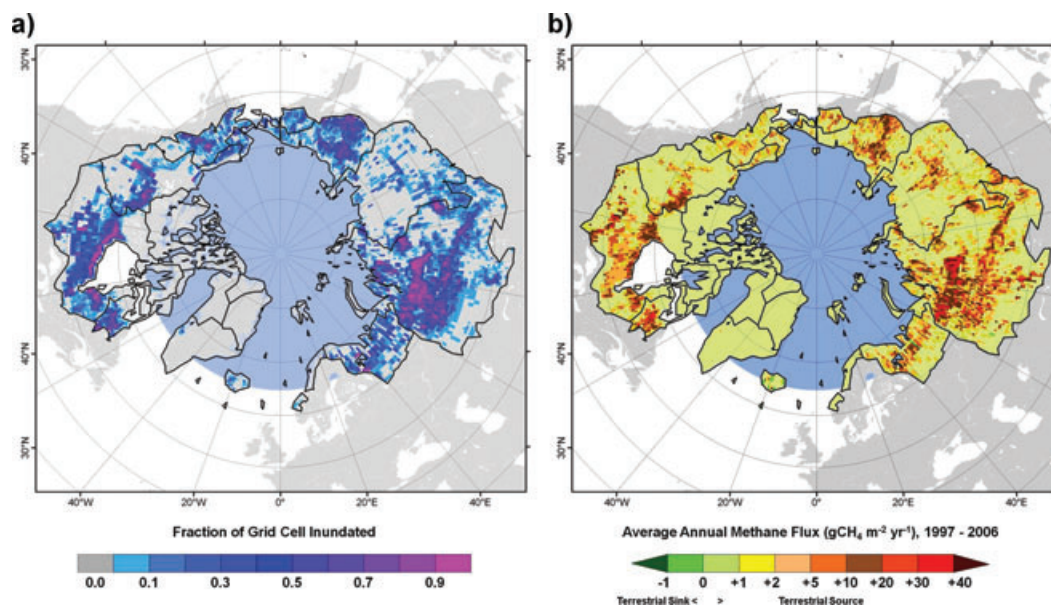 a)
b)
30°N
40°N
40°N
30°N
40°W
20°W
0°
20°E
40°E
30°N
40°N
40°N
30°N
40°W
20°W
0°
20°E
40°E
Fraction of Grid Cell Inundated
0.0 0.1 0.3 0.5 0.7 0.9
Average Annual Methane Flux (gCH₄ m⁻² yr⁻¹), 1997 - 2006
-1 0 +1 +2 +5 +10 +20 +30 +40
Terrestrial Sink < > Terrestrial Source